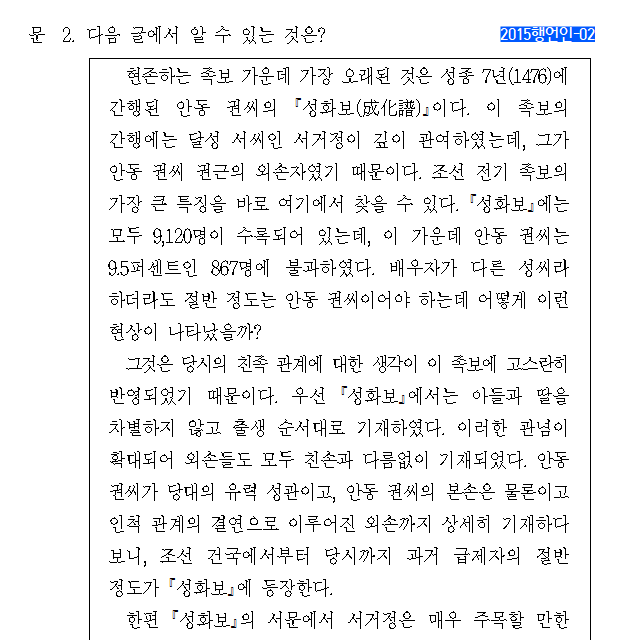 문 2. 다음 글에서 알 수 있는 것은? 2015행언인-02
현존하는 족보 가운데 가장 오래된 것은 성종 7년(1476)에
간행된 안동 권씨의 『성화보(成化譜)』이다. 이 족보의
간행에는 달성 서씨인 서거정이 깊이 관여하였는데, 그가
안동 권씨 권근의 외손자였기 때문이다. 조선 전기 족보의
가장 큰 특징을 바로 여기에서 찾을 수 있다. 『성화보』에는
모두 9,120명이 수록되어 있는데, 이 가운데 안동 권씨는
9.5퍼센트인 867명에 불과하였다. 배우자가 다른 성씨라
하더라도 절반 정도는 안동 권씨이어야 하는데 어떻게 이런
현상이 나타났을까?
그것은 당시의 친족 관계에 대한 생각이 이 족보에 고스란히
반영되었기 때문이다. 우선 『성화보』에서는 아들과 딸을
차별하지 않고 출생 순서대로 기재하였다. 이러한 관념이
확대되어 외손들도 모두 친손과 다름없이 기재되었다. 안동
권씨가 당대의 유력 성관이고, 안동 권씨의 본손은 물론이고
인척 관계의 결연으로 이루어진 외손까지 상세히 기재하다
보니, 조선 건국에서부터 당시까지 과거 급제자의 절반
정도가 『성화보』에 등장한다.
한편 『성화보』의 서문에서 서거정은 매우 주목할 만한